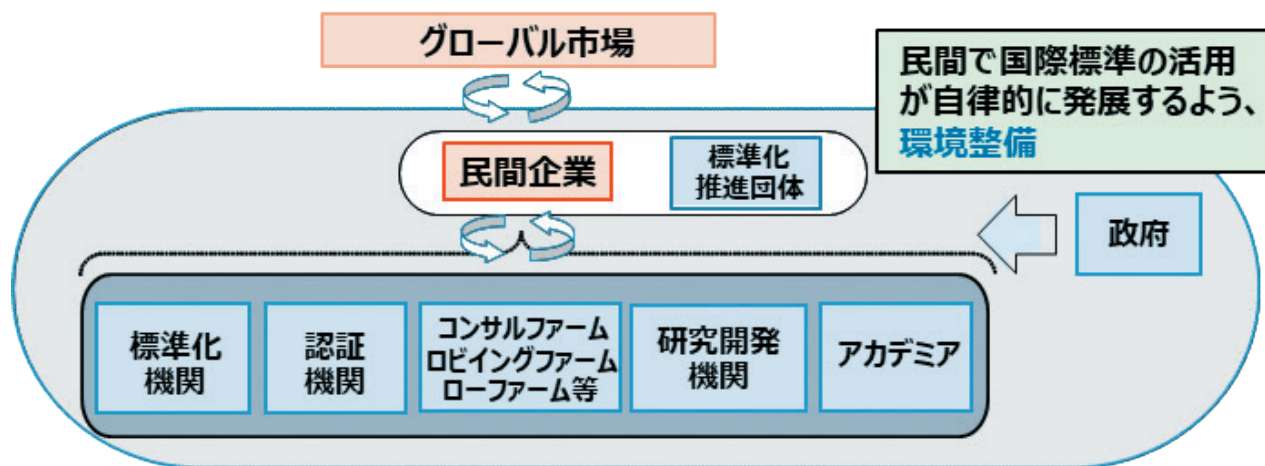 グローバル市場
民間で国際標準の活用
が自律的に発展するよう、
環境整備
民間企業
標準化
推進団体
政府
標準化
機関
認証
機関
コンサルファーム
ロビイングファーム
ローファーム等
研究開発
機関
アカデミア